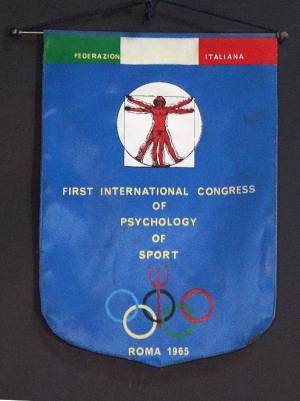 FEDERAZION ITALIANA
FIRST INTERNATIONAL CONGRESS
OF
PSYCHOLOGY
OF
SPORT
ROMA 1965